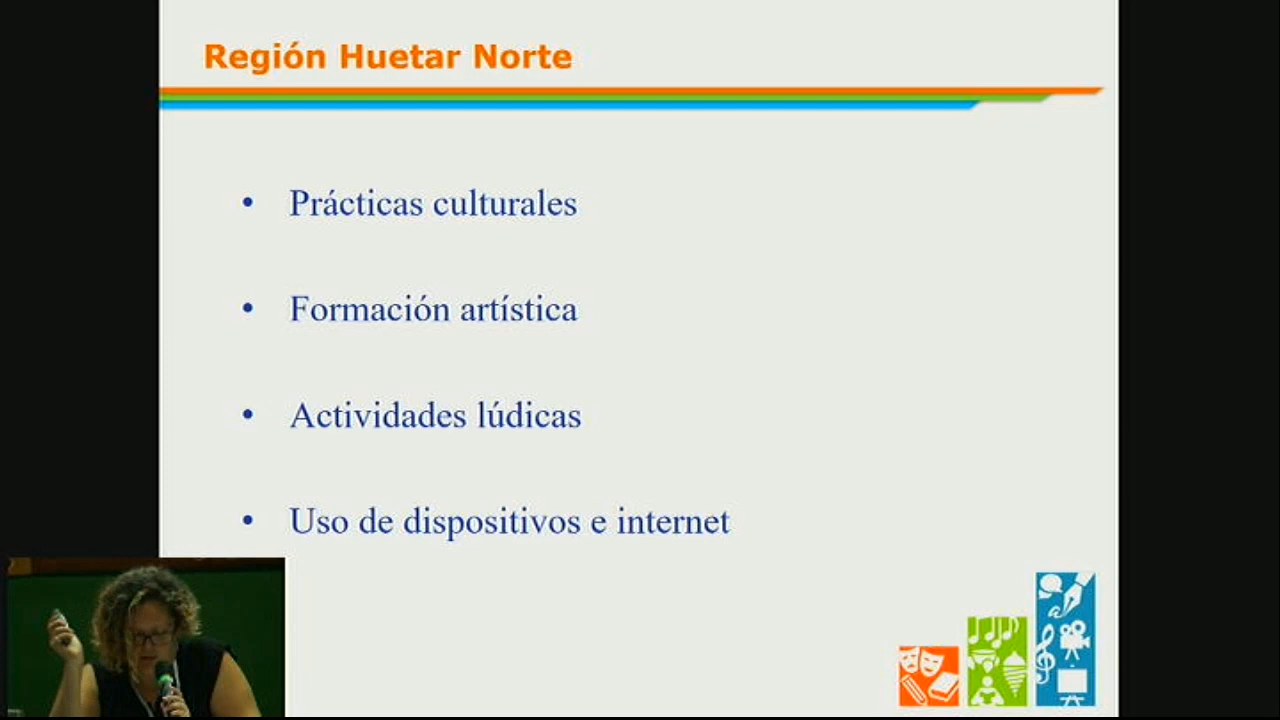 Región Huetar Norte
• Prácticas culturales
• Formación artística
• Actividades lúdicas
• Uso de dispositivos e internet